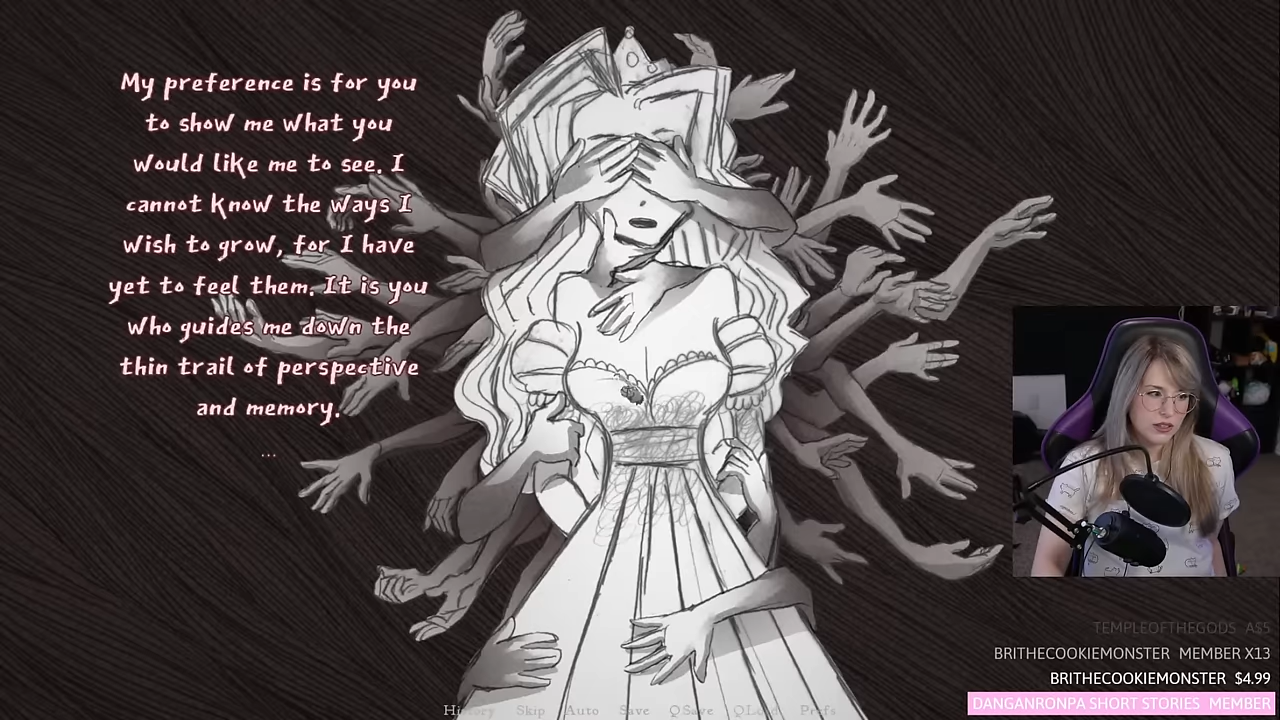 My preference is for you
to show me what you
would like me to see. I
cannot know the ways I
wish to grow, for I have
yet to feel them. It is you
who guides me down the
thin trail of perspective
and memory.
...
TEMPLEOFTHEGODS A$5
BRITHECOOKIEMONSTER MEMBER X13
BRITHECOOKIEMONSTER $4.99
DANGANRONPA SHORT STORIES MEMBER
History Skip Auto Save QSave QLoad Prefs